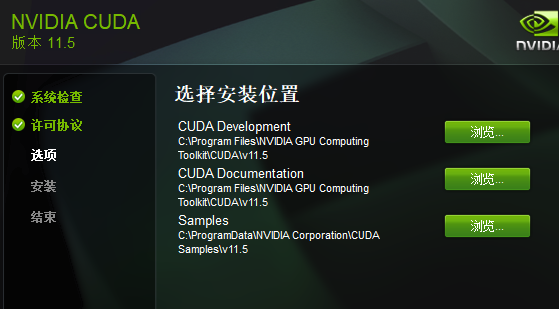 NVIDIA CUDA
版本 11.5
NVIDIA
系统检查
许可协议
选项
安装
结束
选择安装位置
CUDA Development
C:\Program Files\NVIDIA GPU Computing
Toolkit\CUDA\v11.5
浏览...
CUDA Documentation
C:\Program Files\NVIDIA GPU Computing
Toolkit\CUDA\v11.5
浏览...
Samples
C:\ProgramData\NVIDIA Corporation\CUDA
Samples\v11.5
浏览...